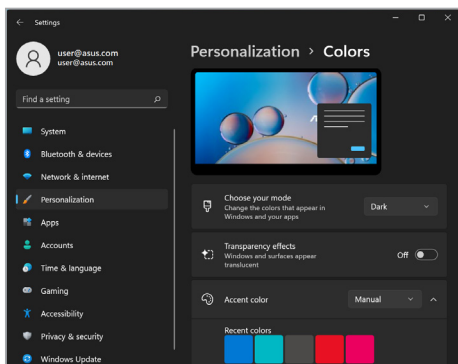 Settings
user@asus.com
user@asus.com
Find a setting
System
Bluetooth & devices
Network & internet
Personalization
Apps
Accounts
Time & language
Gaming
Accessibility
Privacy & security
Windows Update
Personalization › Colors
Choose your mode
Change the colors that appear in
Windows and your apps
Dark
Transparency effects
Windows and surfaces appear
translucent
Off
Accent color
Manual
Recent colors